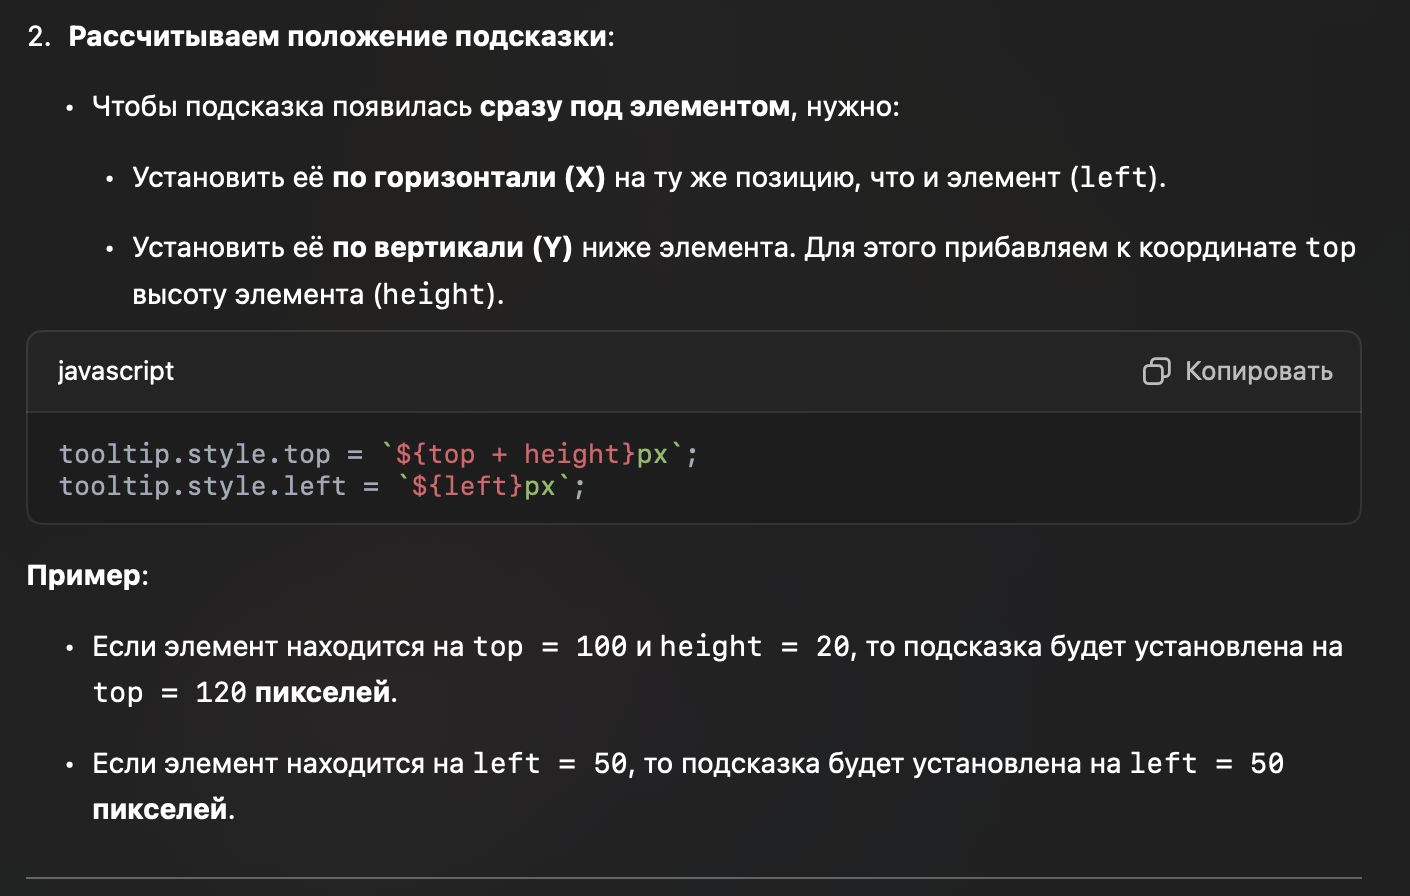 2. Рассчитываем положение подсказки:
• Чтобы подсказка появилась сразу под элементом, нужно:
• Установить её по горизонтали (X) на ту же позицию, что и элемент (left).
• Установить её по вертикали (Y) ниже элемента. Для этого прибавляем к координате top
высоту элемента (height).
javascript
Копировать
tooltip.style.top = `${top + height}px`;
tooltip.style.left = `${left}px`;
Пример:
• Если элемент находится на top = 100 и height = 20, то подсказка будет установлена на
top = 120 пикселей.
• Если элемент находится на left = 50, то подсказка будет установлена на left = 50
пикселей.